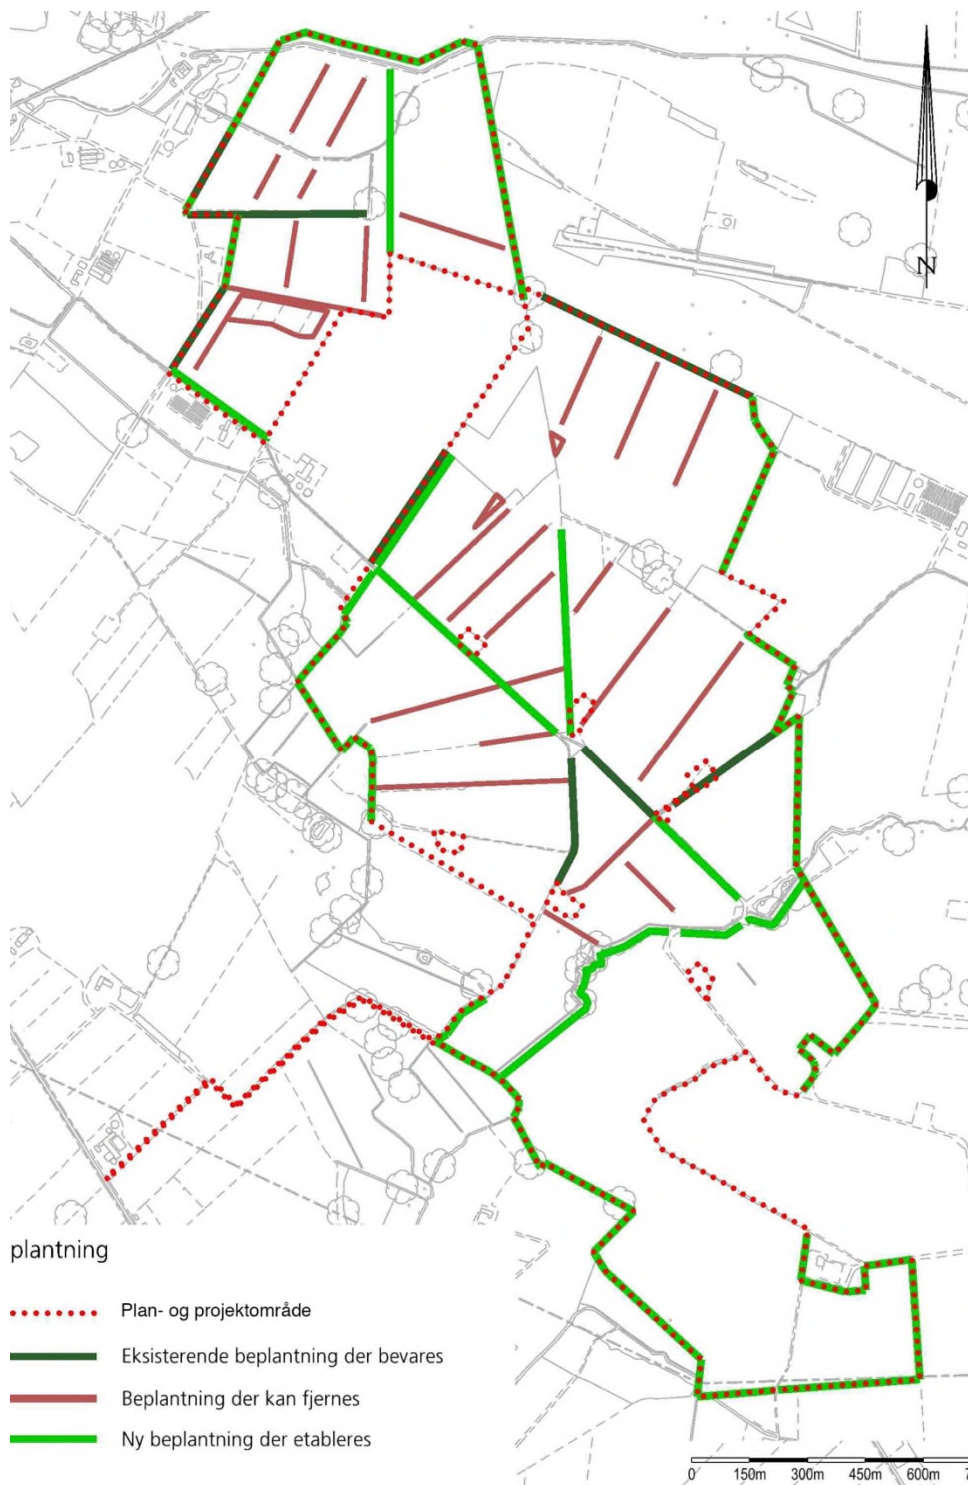 N
plantning
Plan- og projektområde
Eksisterende beplantning der bevares
Beplantning der kan fjernes
Ny beplantning der etableres
0 150m 300m 450m 600m